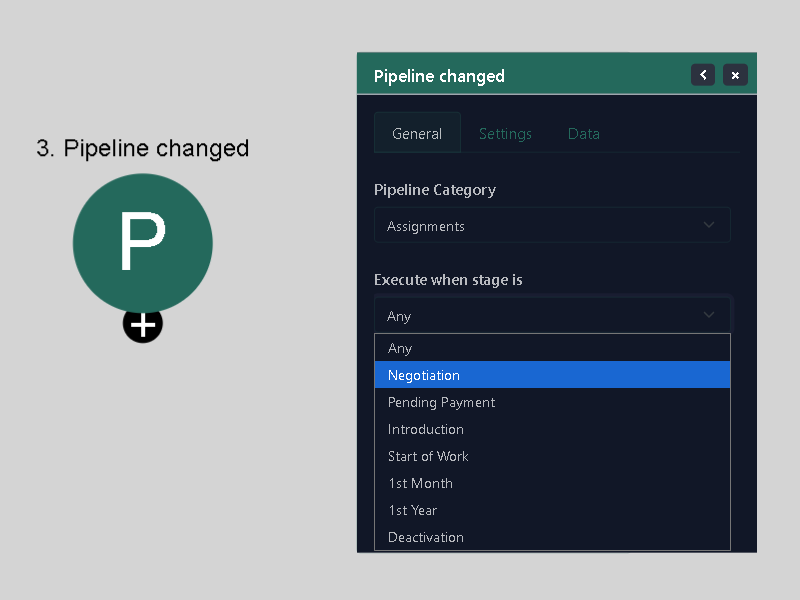 3. Pipeline changed
P
Pipeline changed
General Settings Data
Pipeline Category
Assignments
Execute when stage is
Any
Any
Negotiation
Pending Payment
Introduction
Start of Work
1st Month
1st Year
Deactivation